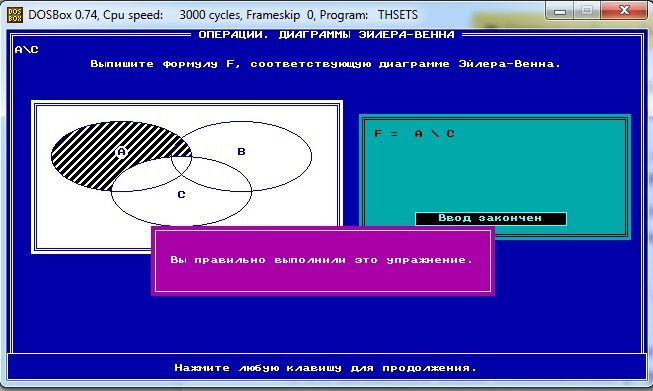 DOSBox 0.74, Cpu speed: 3000 cycles, Frameskip 0, Program: THSETS
ОПЕРАЦИИ. ДИАГРАММЫ ЭЙЛЕРА-ВЕННА
A\C
Выпишите формулу F, соответствующую диаграмме Эйлера-Венна.
F = A \ C
A
B
C
Ввод закончен
Вы правильно выполнили это упражнение.
Нажмите любую клавишу для продолжения.